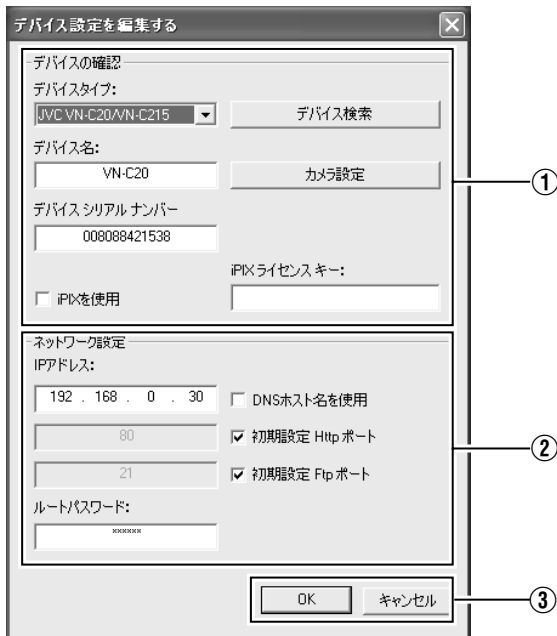 デバイス設定を編集する
デバイスの確認
デバイスタイプ:
JVC VN-C20/VN-C215
デバイス検索
デバイス名:
VN-C20
カメラ設定
①
デバイス シリアル ナンバー
008088421538
iPIX ライセンス キー:
iPIXを使用
ネットワーク設定
IPアドレス:
192 . 168 . 0 . 30
DNSホスト名を使用
80
初期設定 Http ポート
②
21
初期設定 Ftp ポート
ルートパスワード:
××××××
OK
キャンセル
③